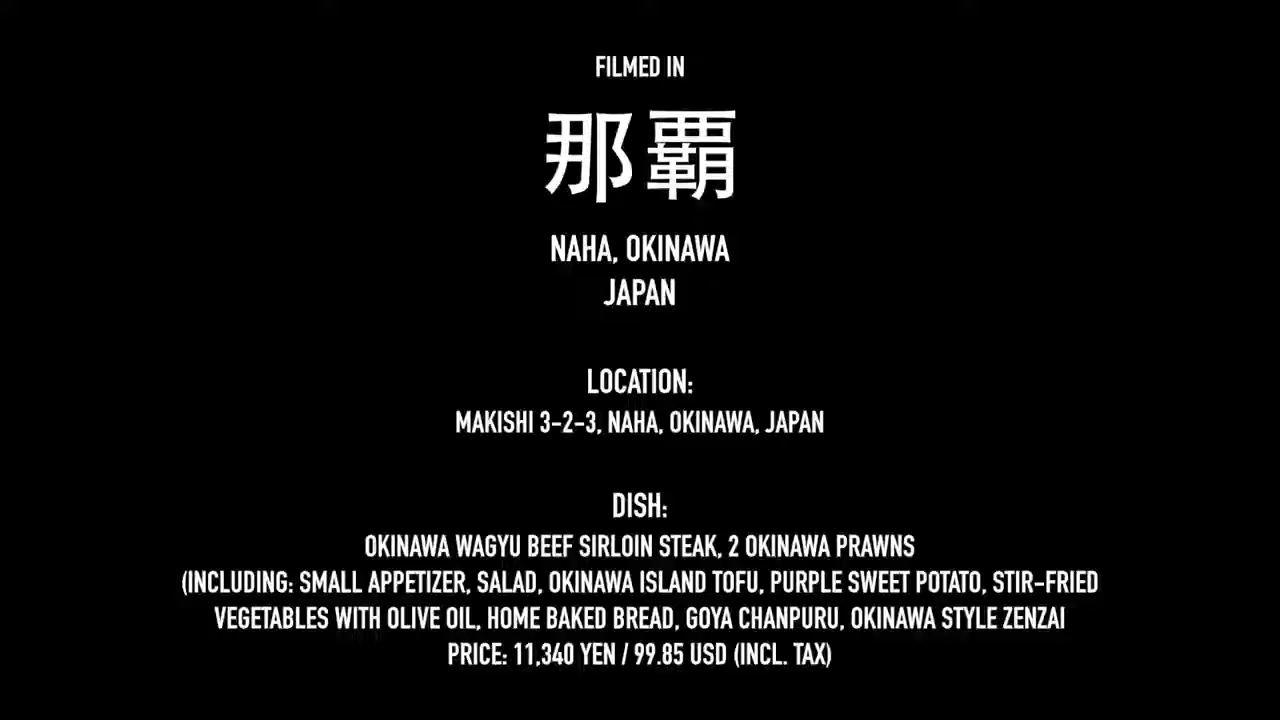 FILMED IN
那覇
NAHA, OKINAWA
JAPAN
LOCATION:
MAKISHI 3-2-3, NAHA, OKINAWA, JAPAN
DISH:
OKINAWA WAGYU BEEF SIRLOIN STEAK, 2 OKINAWA PRAWNS
(INCLUDING: SMALL APPETIZER, SALAD, OKINAWA ISLAND TOFU, PURPLE SWEET POTATO, STIR-FRIED
VEGETABLES WITH OLIVE OIL, HOME BAKED BREAD, GOYA CHANPURU, OKINAWA STYLE ZENZAI
PRICE: 11,340 YEN / 99.85 USD (INCL. TAX)